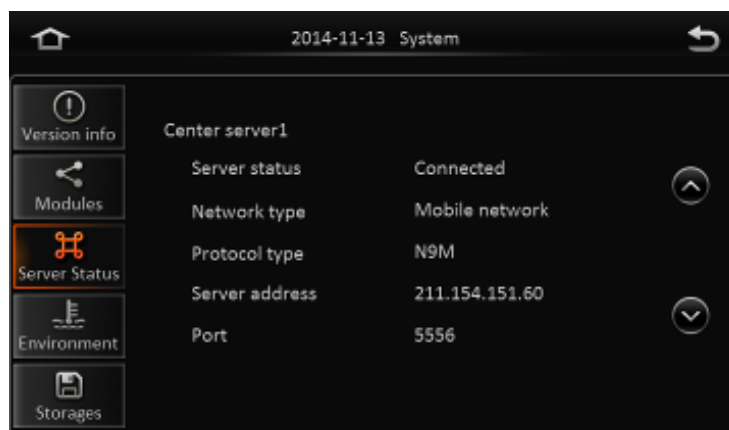 2014-11-13 System
Version info
Modules
Server Status
Environment
Storages
Center server1
Server status Connected
Network type Mobile network
Protocol type N9M
Server address 211.154.151.60
Port 5556